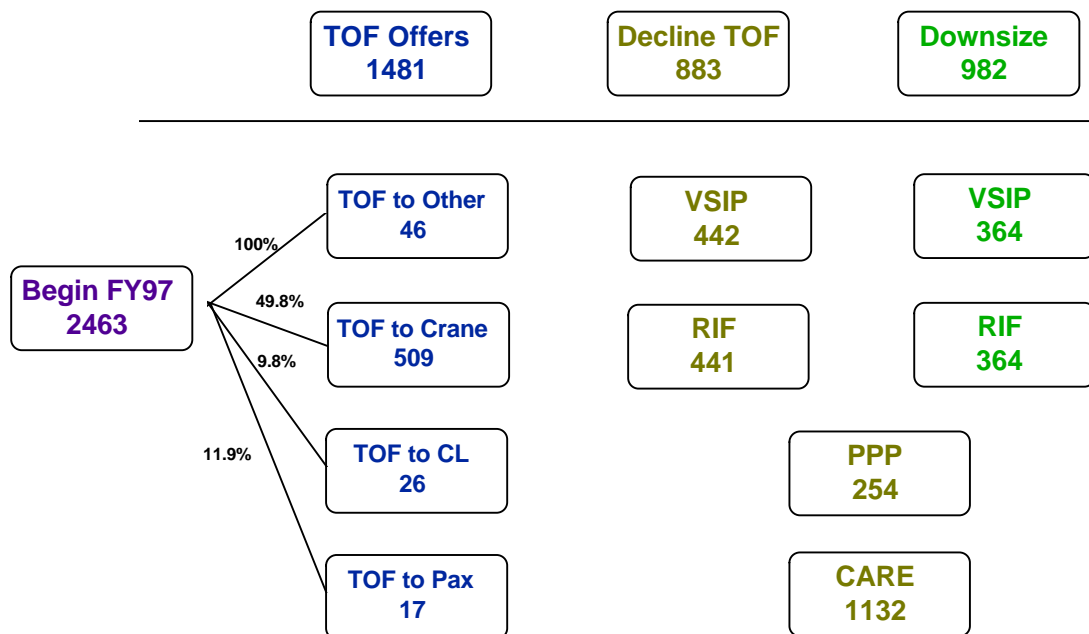 TOF Offers
1481
Decline TOF
883
Downsize
982
TOF to Other
46
VSIP
442
VSIP
364
100%
Begin FY97
2463
49.8%
TOF to Crane
509
RIF
441
RIF
364
9.8%
11.9%
TOF to CL
26
PPP
254
TOF to Pax
17
CARE
1132